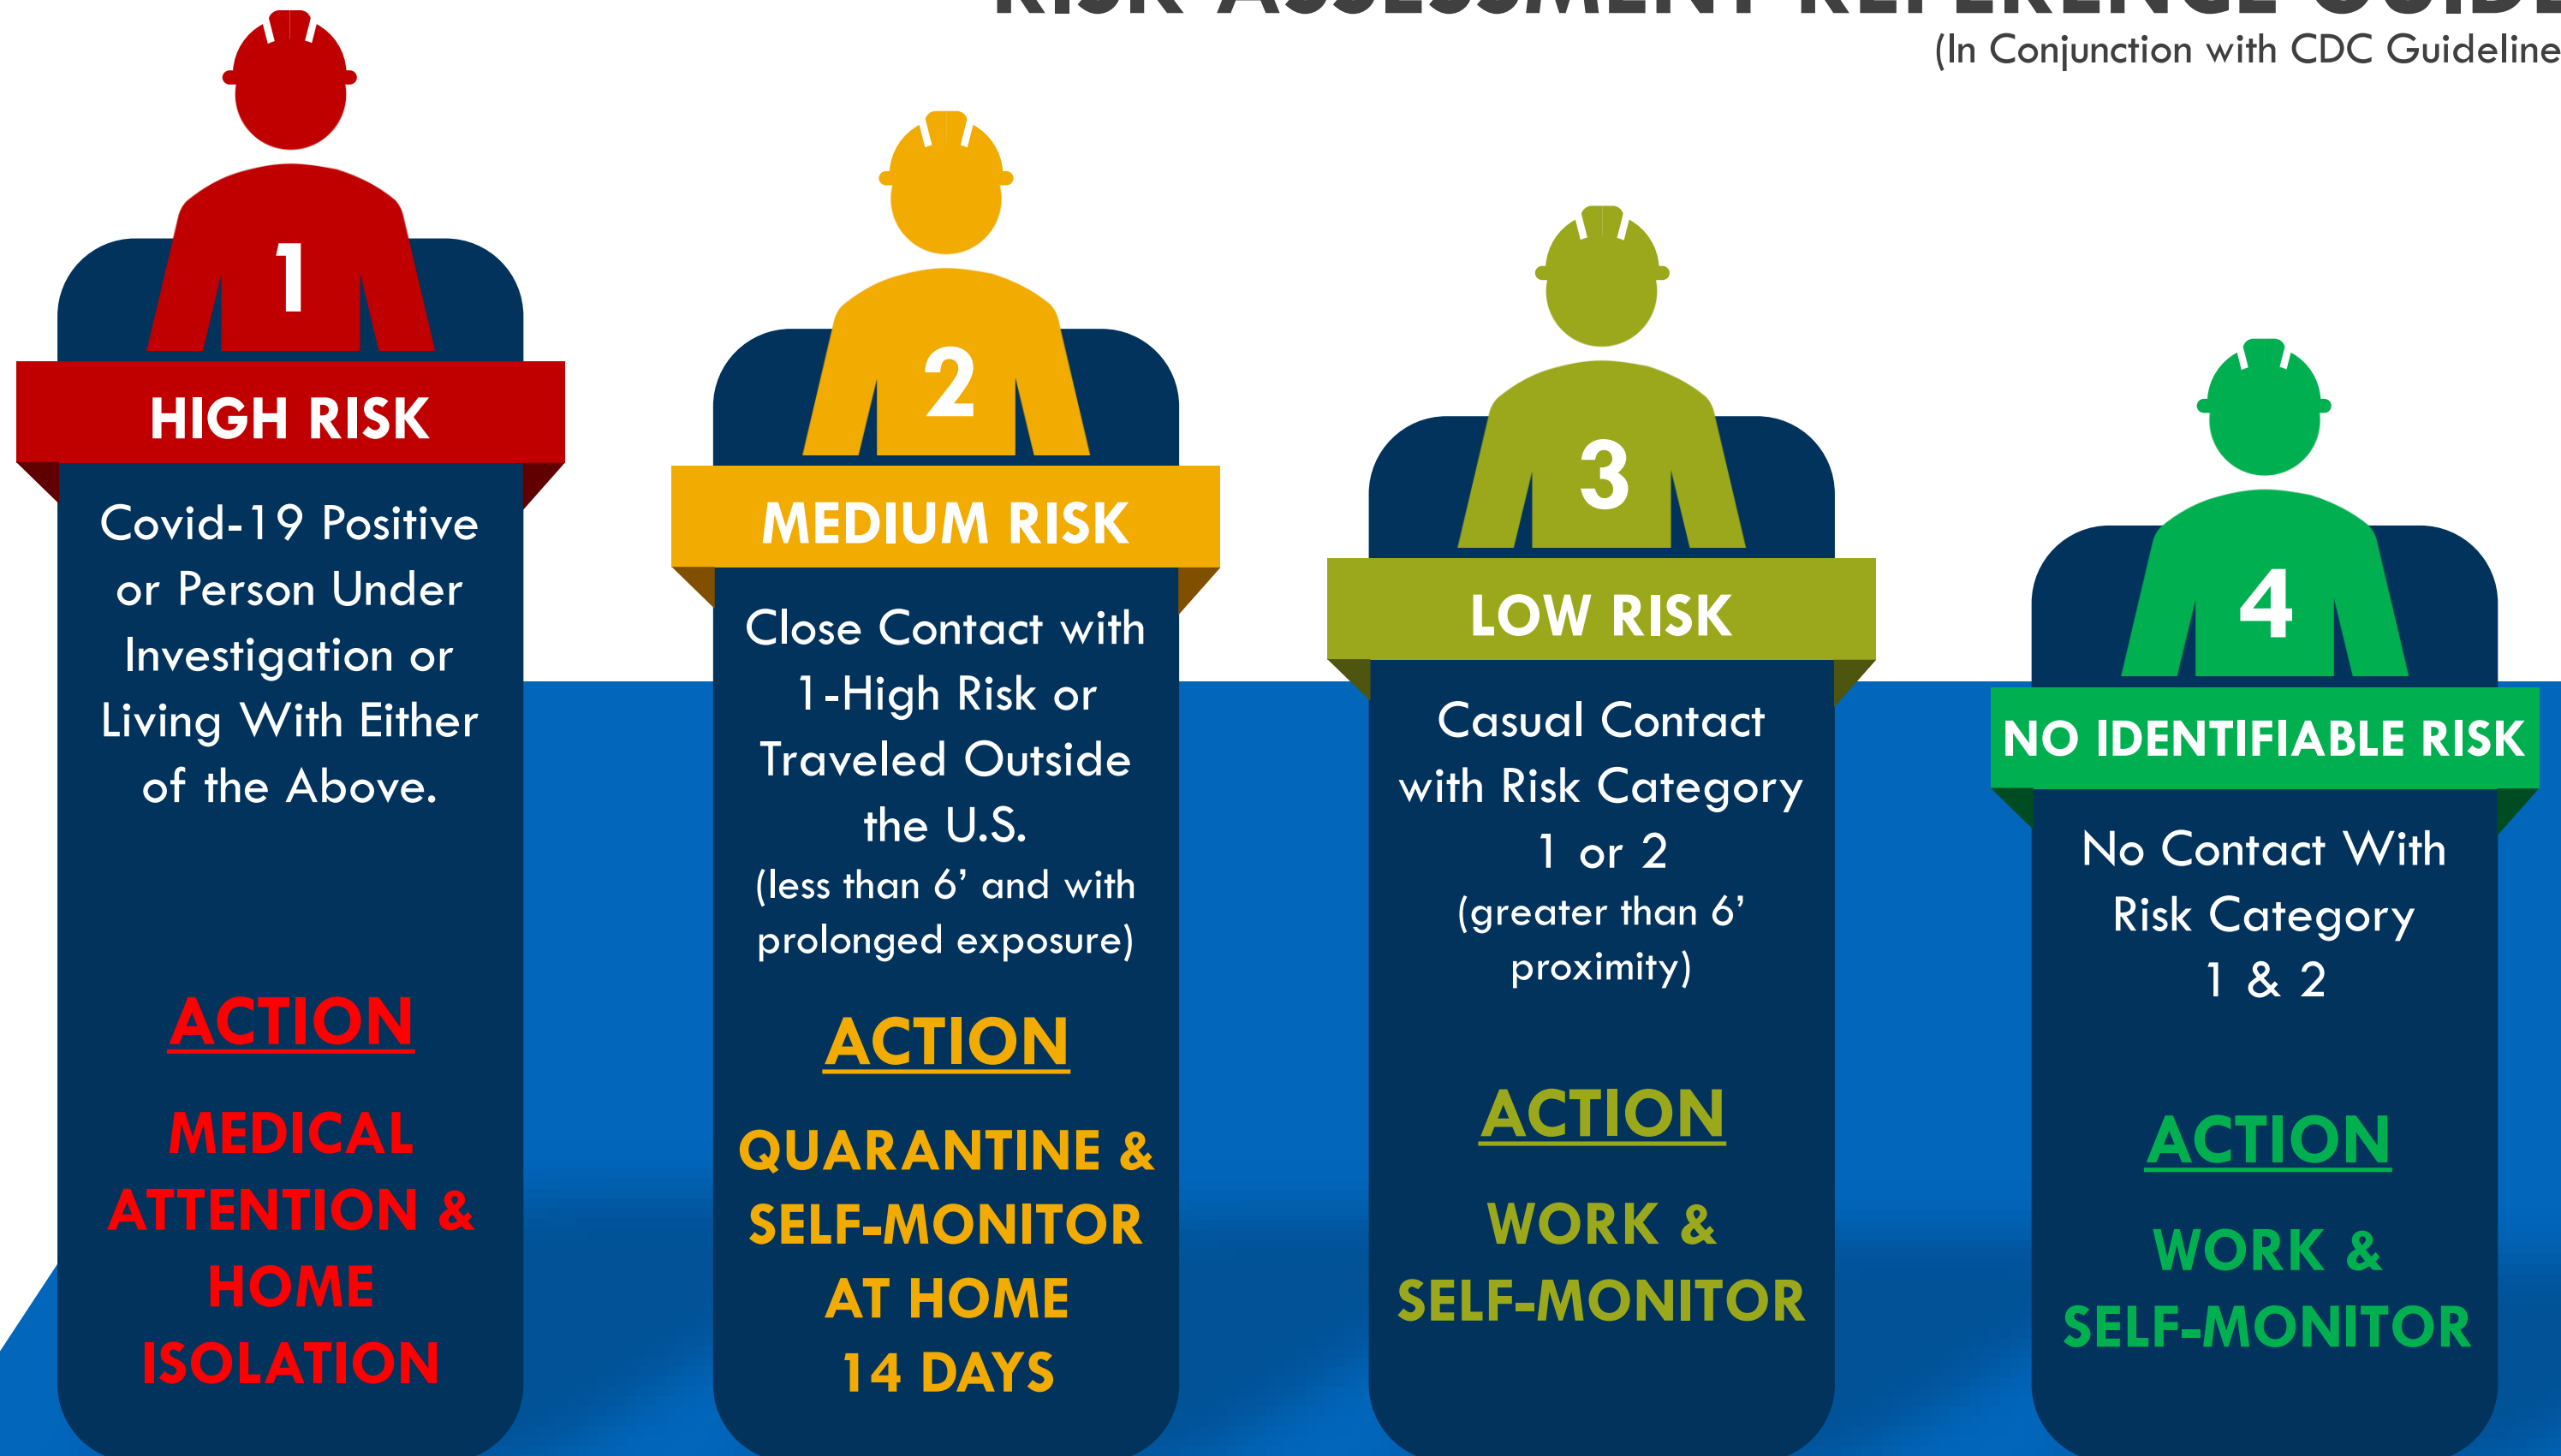 RISK ASSESSMENT REFERENCE GUIDE
(In Conjunction with CDC Guideline
1
HIGH RISK
Covid-19 Positive
or Person Under
Investigation or
Living With Either
of the Above.
ACTION
MEDICAL
ATTENTION &
HOME
ISOLATION
2
MEDIUM RISK
Close Contact with
1-High Risk or
Traveled Outside
the U.S.
(less than 6’ and with
prolonged exposure)
ACTION
QUARANTINE &
SELF-MONITOR
AT HOME
14 DAYS
3
LOW RISK
Casual Contact
with Risk Category
1 or 2
(greater than 6’
proximity)
ACTION
WORK &
SELF-MONITOR
4
NO IDENTIFIABLE RISK
No Contact With
Risk Category
1 & 2
ACTION
WORK &
SELF-MONITOR